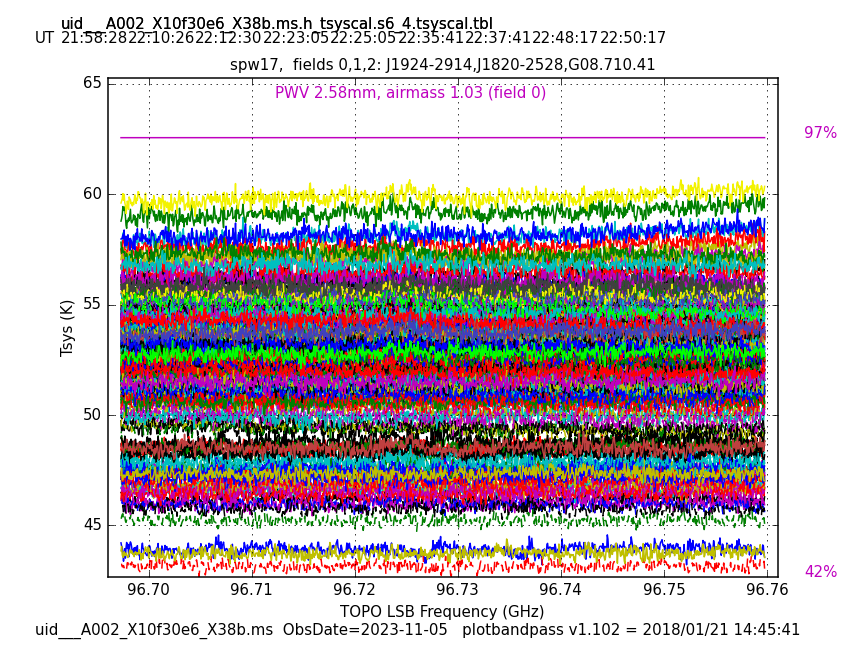 uid___A002_X10f30e6_X38b.ms.h_tsyscal.s6_4.tsyscal.tbl
UT 21:58:28 22:10:26 22:12:30 22:23:05 22:25:05 22:35:41 22:37:41 22:48:17 22:50:17
spw17, fields 0,1,2: J1924-2914,J1820-2528,G08.710.41
PWV 2.58mm, airmass 1.03 (field 0)
65
97%
60
55
Tsys (K)
50
45
42%
96.70 96.71 96.72 96.73 96.74 96.75 96.76
TOPO LSB Frequency (GHz)
uid___A002_X10f30e6_X38b.ms ObsDate=2023-11-05 plotbandpass v1.102 = 2018/01/21 14:45:41